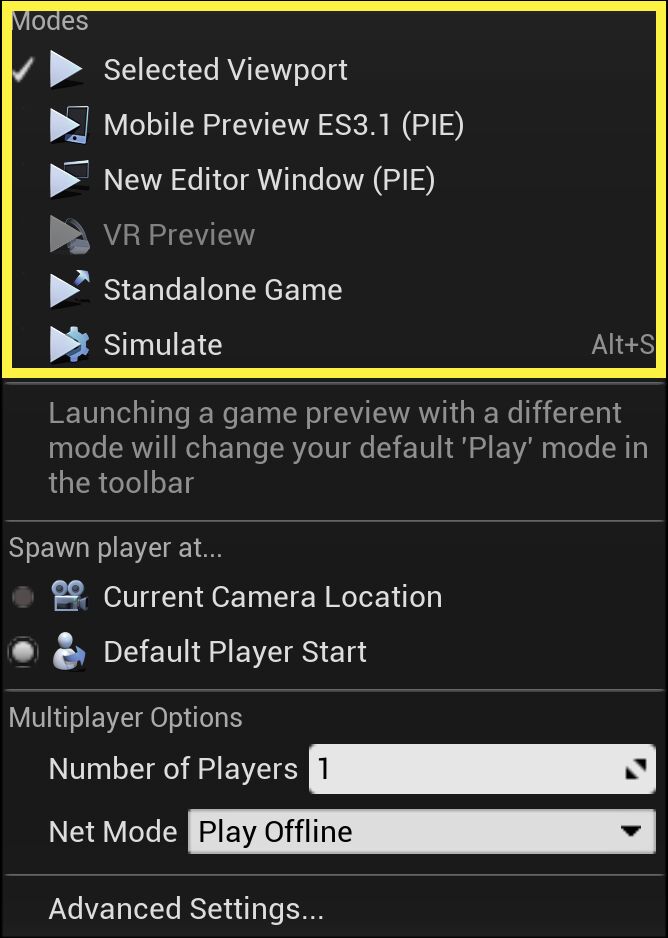 Modes
Selected Viewport
Mobile Preview ES3.1 (PIE)
New Editor Window (PIE)
VR Preview
Standalone Game
Simulate Alt+S
Launching a game preview with a different
mode will change your default 'Play' mode in
the toolbar
Spawn player at...
Current Camera Location
Default Player Start
Multiplayer Options
Number of Players 1
Net Mode Play Offline
Advanced Settings...